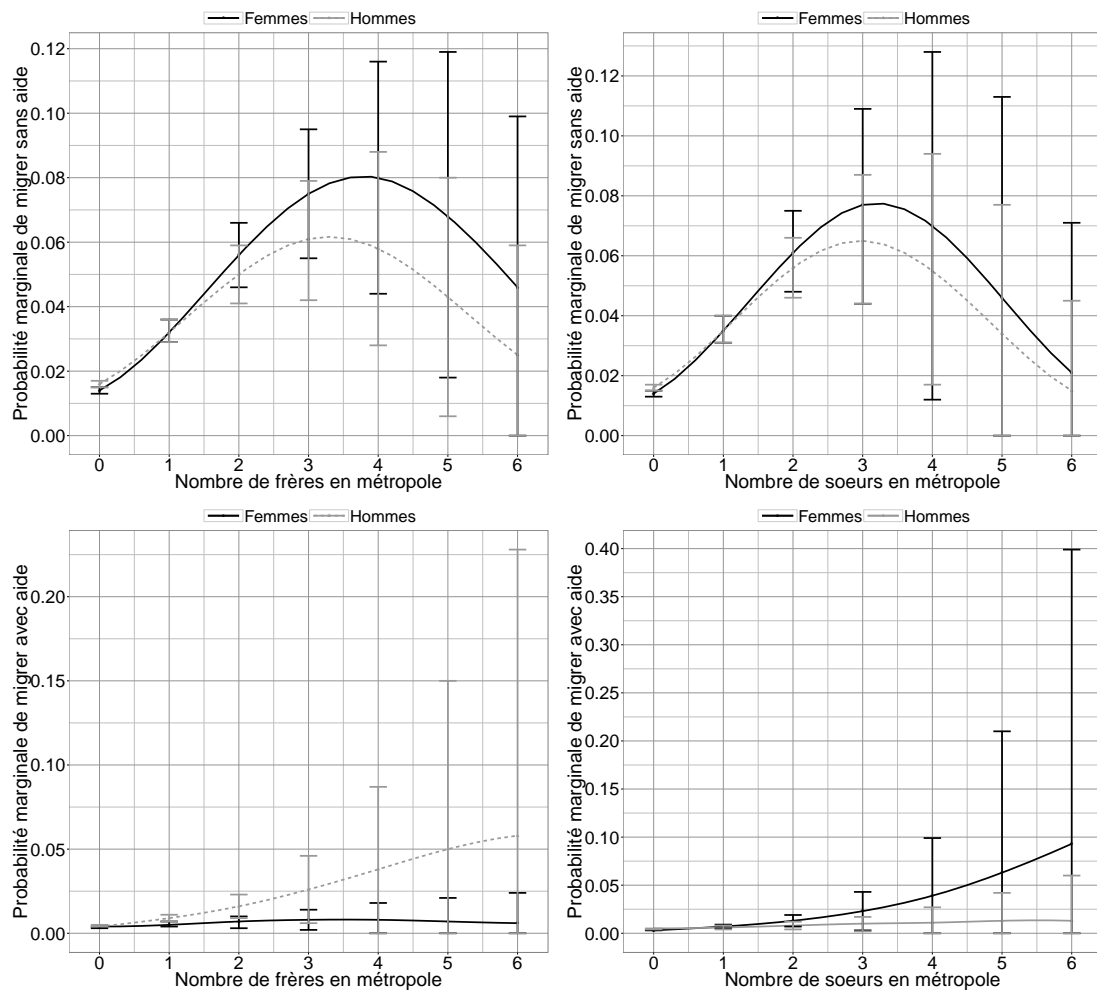 Femmes Hommes
Probabilité marginale de migrer sans aide
0.12
0.10
0.08
0.06
0.04
0.02
0.00
0 1 2 3 4 5 6
Nombre de frères en métropole
Femmes Hommes
Probabilité marginale de migrer sans aide
0.12
0.10
0.08
0.06
0.04
0.02
0.00
0 1 2 3 4 5 6
Nombre de soeurs en métropole
Femmes Hommes
Probabilité marginale de migrer avec aide
0.20
0.15
0.10
0.05
0.00
0 1 2 3 4 5 6
Nombre de frères en métropole
Femmes Hommes
Probabilité marginale de migrer avec aide
0.40
0.35
0.30
0.25
0.20
0.15
0.10
0.05
0.00
0 1 2 3 4 5 6
Nombre de soeurs en métropole